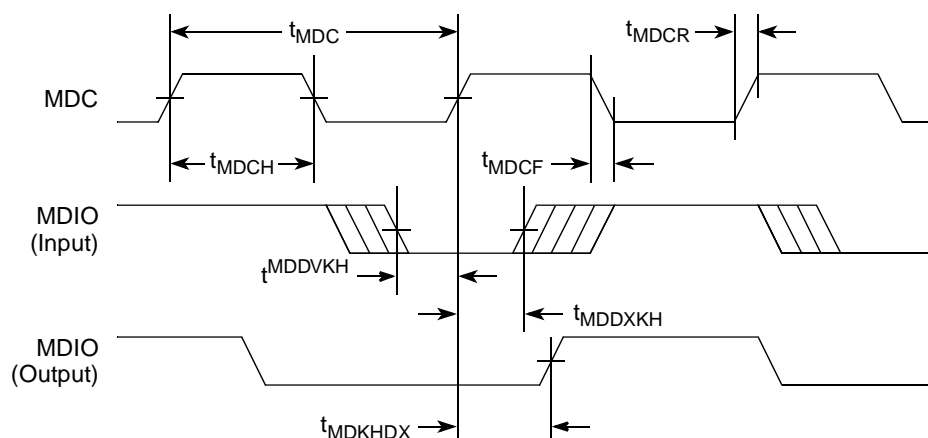 tMDC
tMDCR
MDC
tMDCH
tMDCF
MDIO
(Input)
tMDDVKH
tMDDXKH
MDIO
(Output)
tMDKHDX